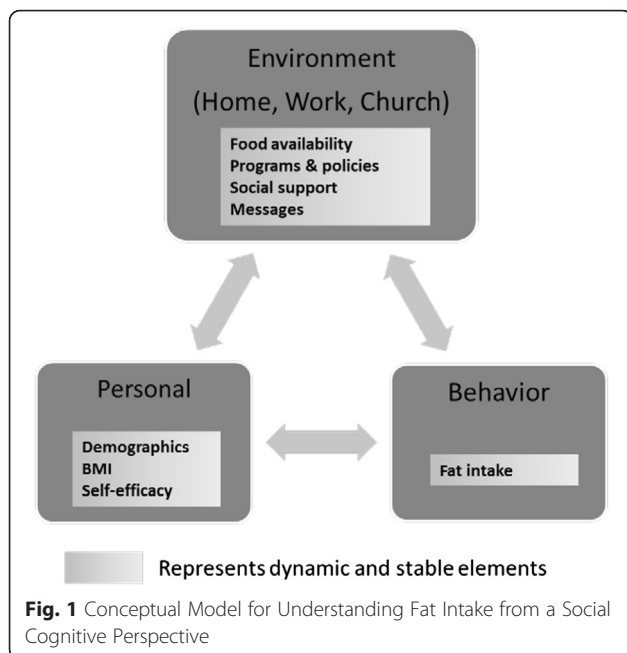 Environment
(Home, Work, Church)
Food availability
Programs & policies
Social support
Messages
Personal
Demographics
BMI
Self-efficacy
Behavior
Fat intake
Represents dynamic and stable elements
Fig. 1 Conceptual Model for Understanding Fat Intake from a Social
Cognitive Perspective